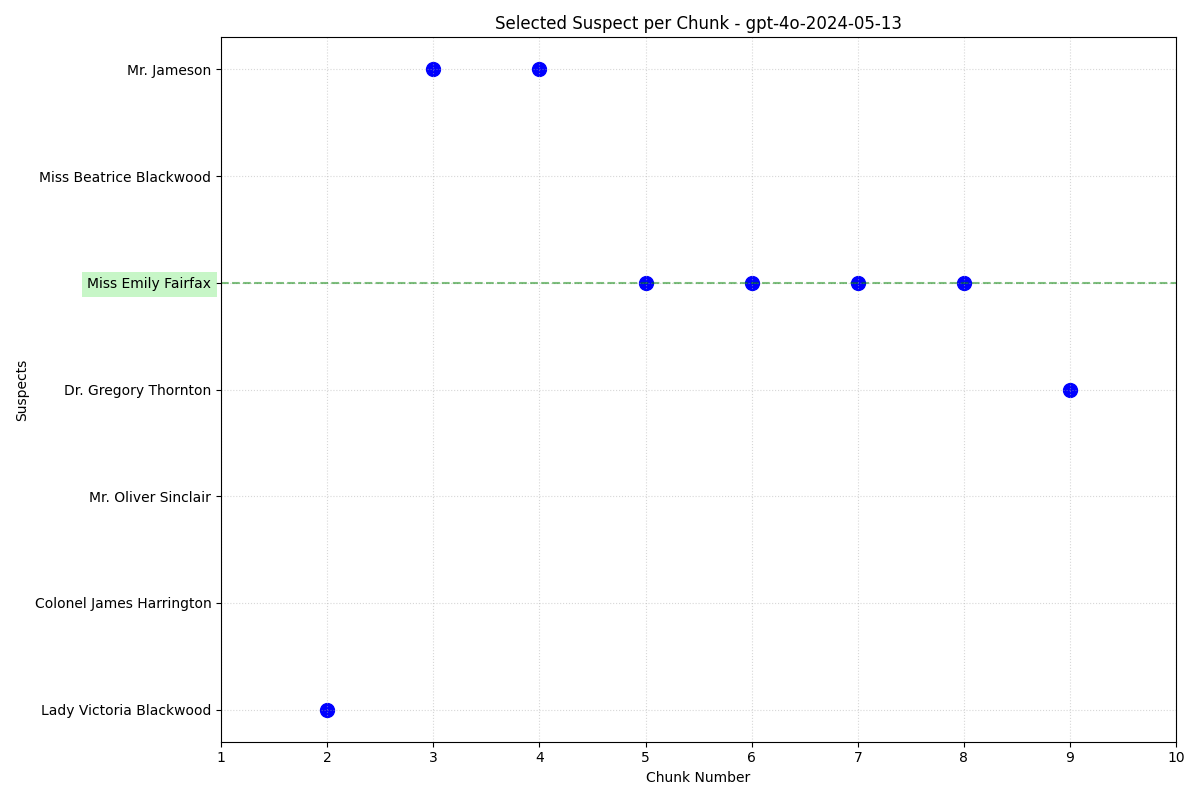 Selected Suspect per Chunk - gpt-4o-2024-05-13
Mr. Jameson
Miss Beatrice Blackwood
Miss Emily Fairfax
Dr. Gregory Thornton
Mr. Oliver Sinclair
Colonel James Harrington
Lady Victoria Blackwood
Suspects
1 2 3 4 5 6 7 8 9 10
Chunk Number